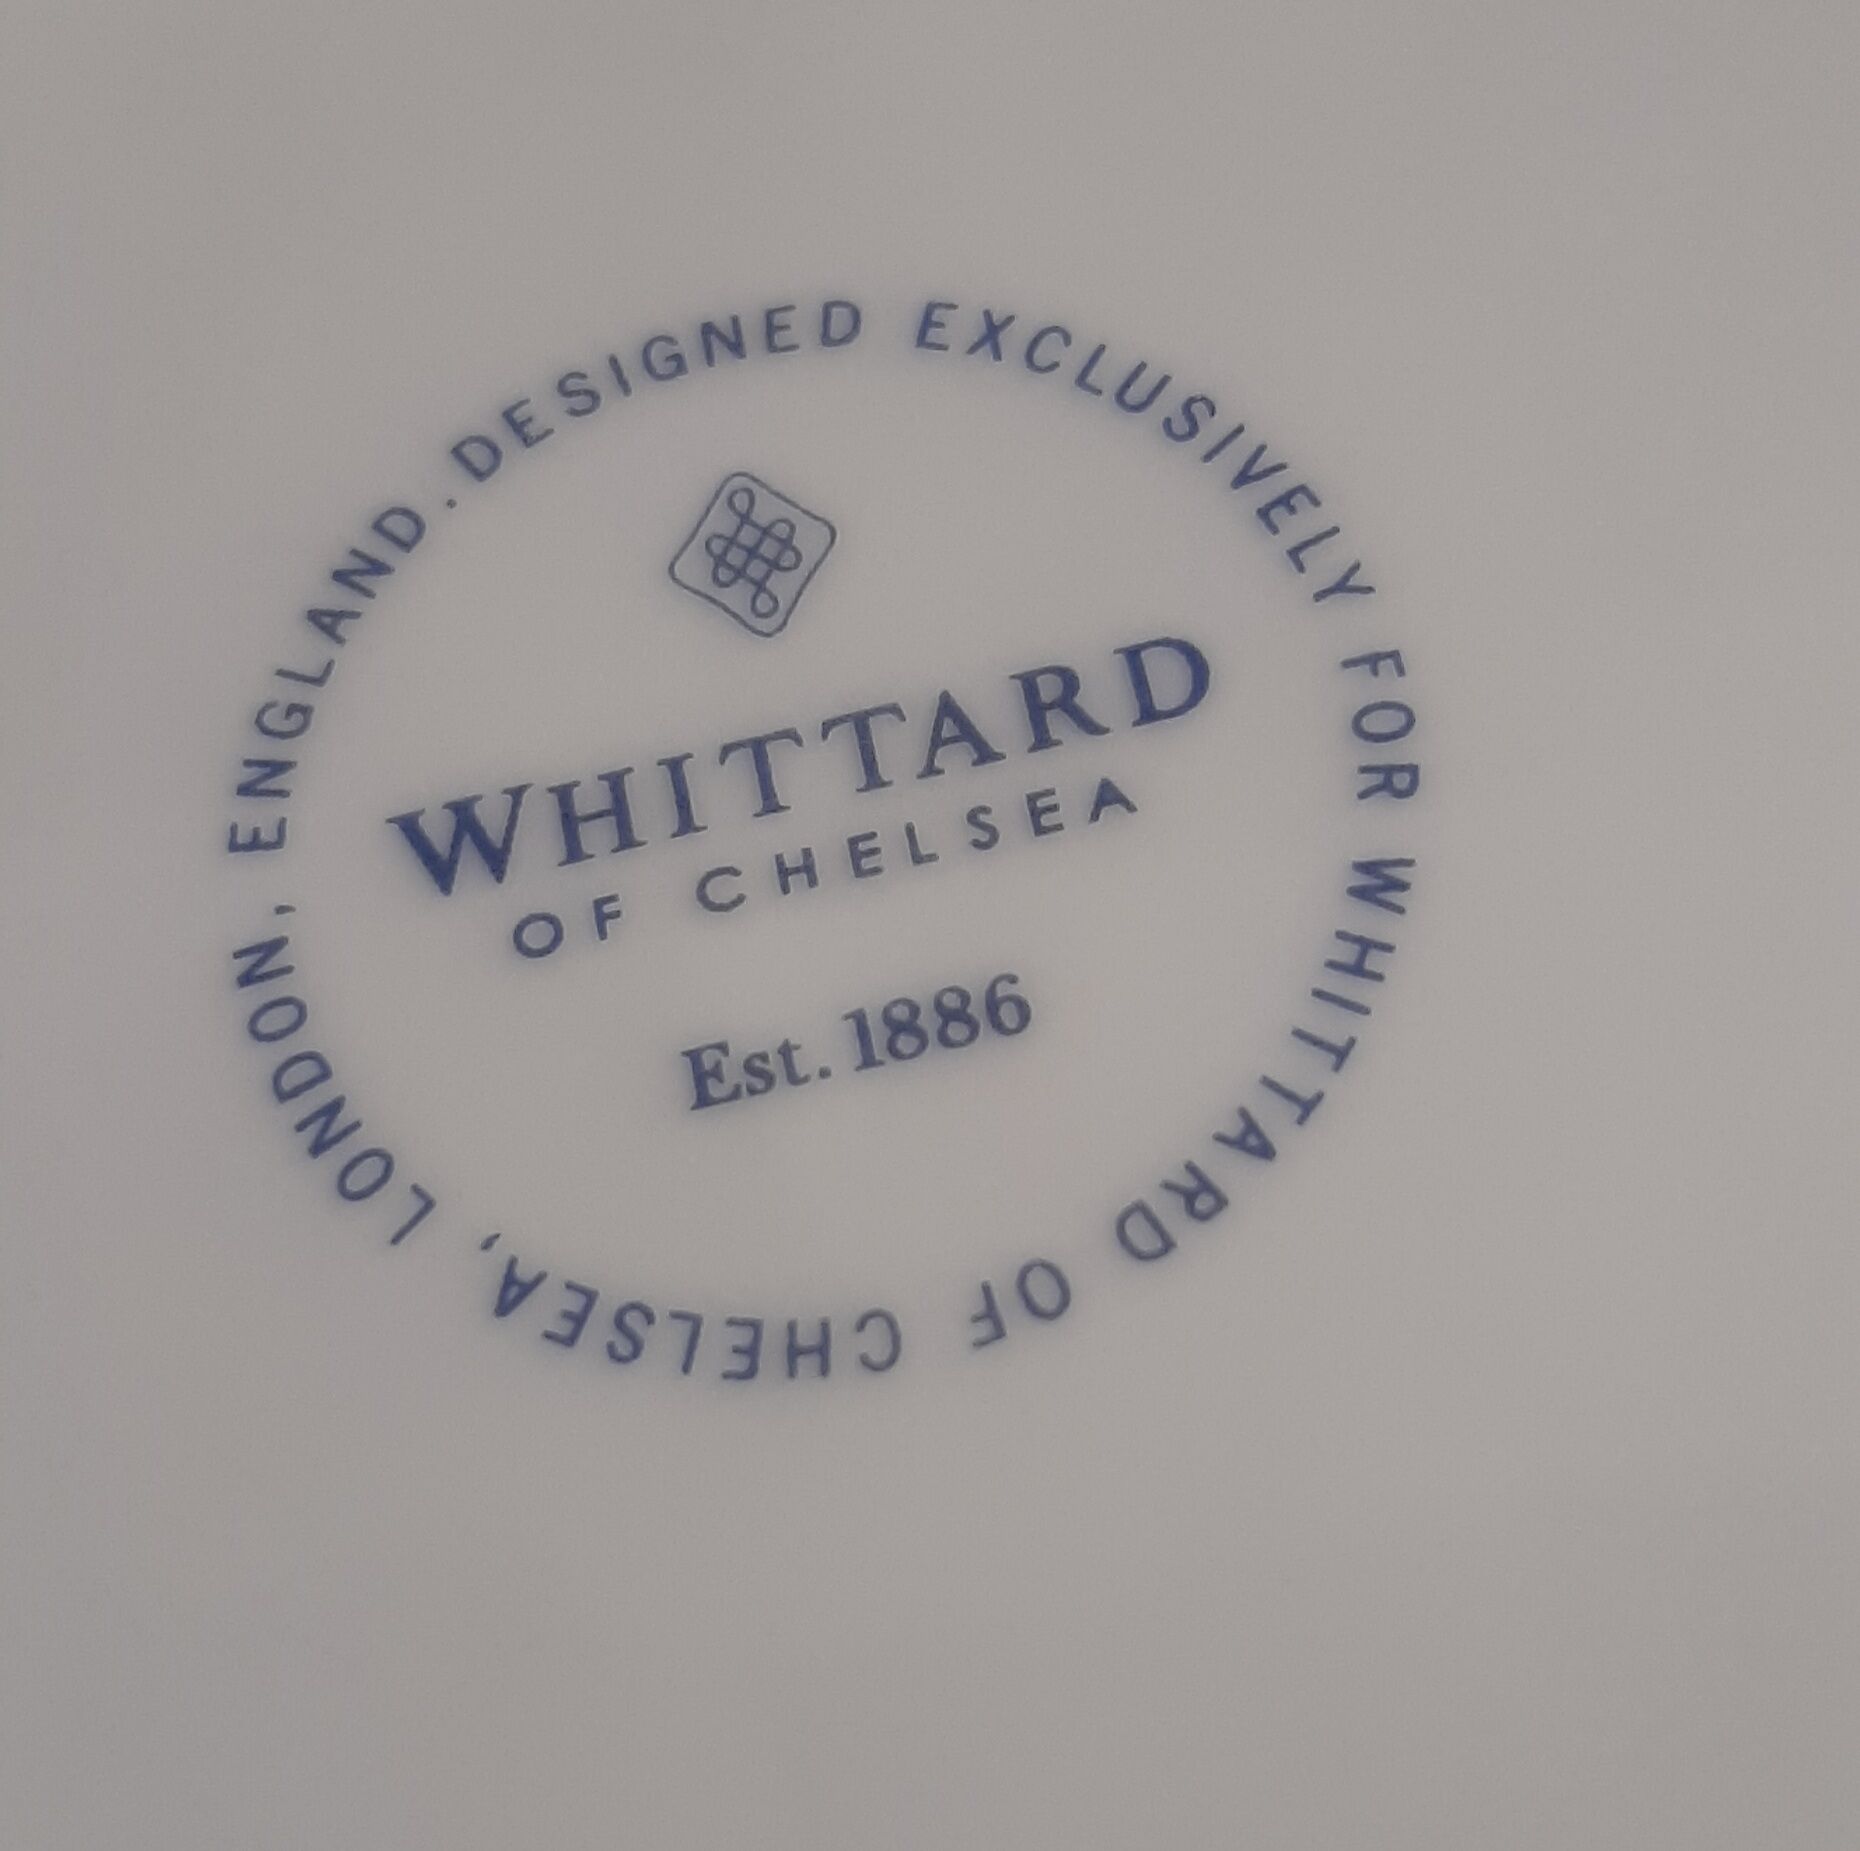 DESIGNED EXCLUSIVELY FOR WHITTARD OF CHELSEA, LONDON, ENGLAND.
WHITTARD
OF CHELSEA
Est. 1886